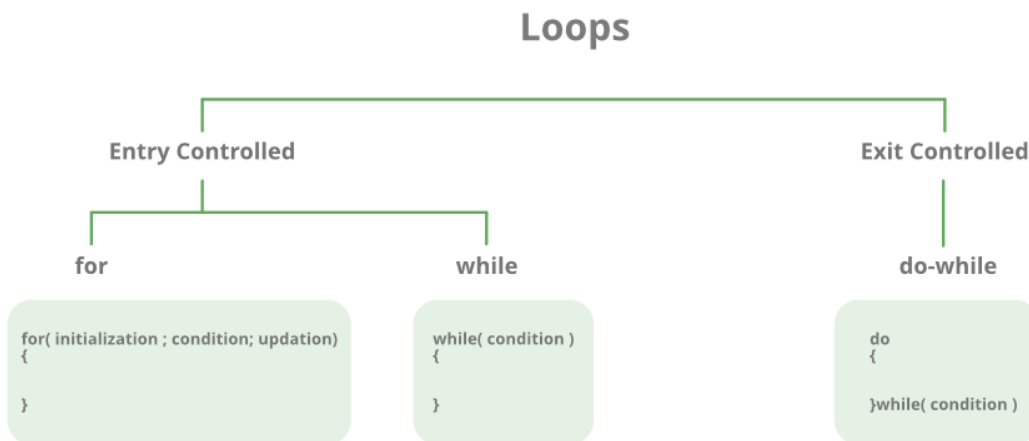 Loops
Entry Controlled
Exit Controlled
for
while
do-while
for( initialization ; condition; updation)
{
}
while( condition )
{
}
do
{
}while( condition )